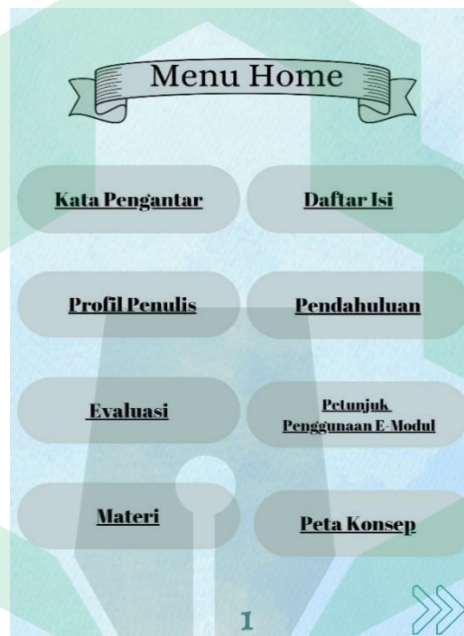 Menu Home
Kata Pengantar
Daftar Isi
Profil Penulis
Pendahuluan
Evaluasi
Petunjuk
Penggunaan E-Modul
Materi
Peta Konsep
1